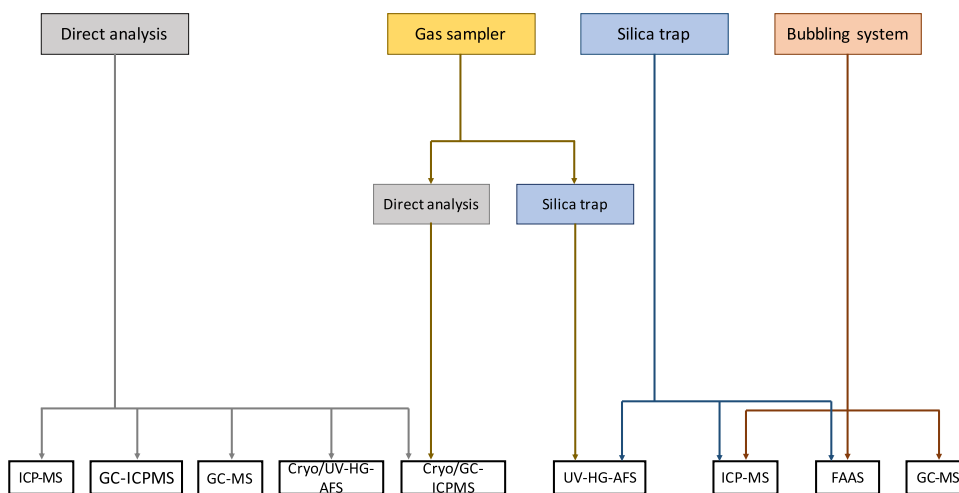 Direct analysis
Gas sampler
Silica trap
Bubbling system
Direct analysis
Silica trap
ICP-MS
GC-ICPMS
GC-MS
Cryo/UV-HG-
AFS
Cryo/GC-
ICPMS
UV-HG-AFS
ICP-MS
FAAS
GC-MS